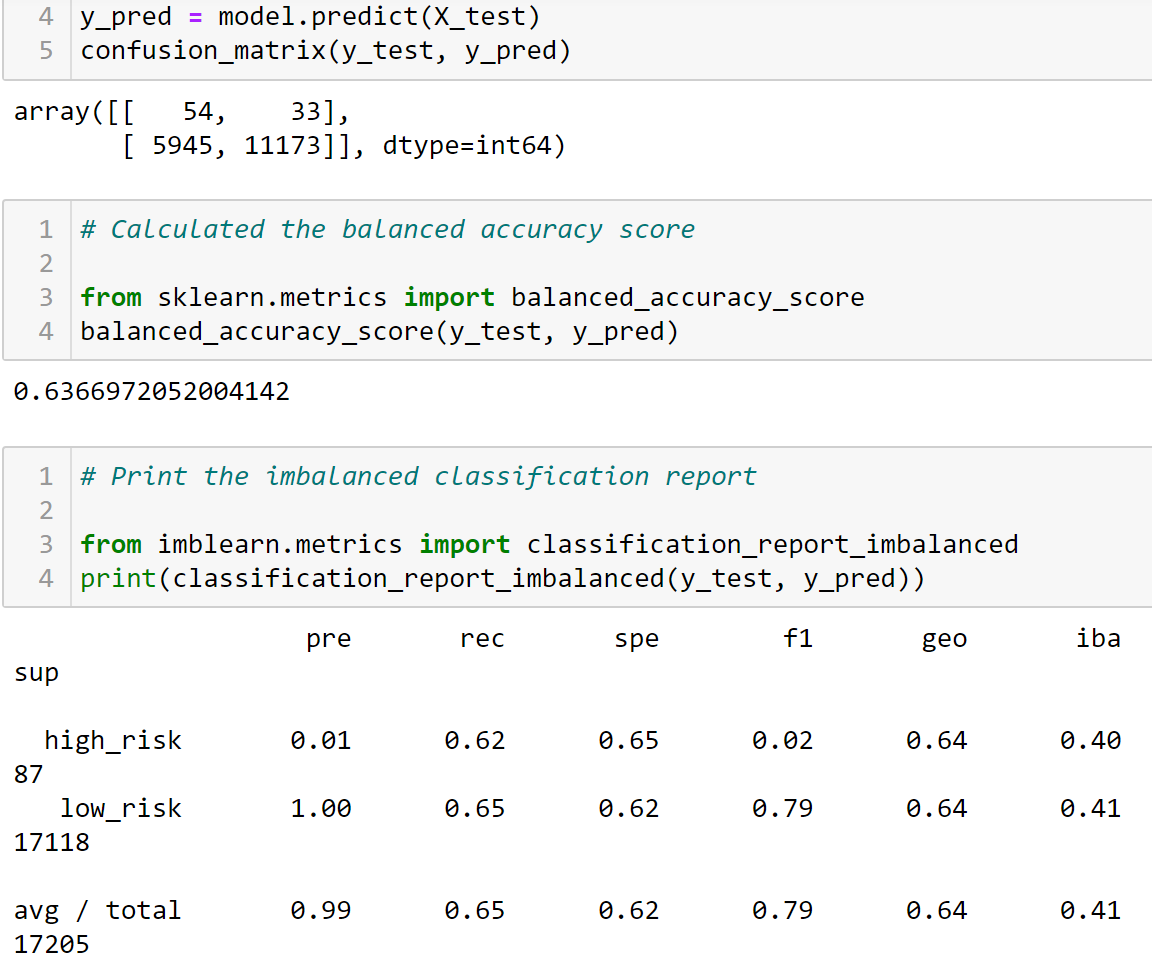 4 y_pred = model.predict(X_test)
5 confusion_matrix(y_test, y_pred)
array([[   54,    33],
       [ 5945, 11173]], dtype=int64)
1 # Calculated the balanced accuracy score
2
3 from sklearn.metrics import balanced_accuracy_score
4 balanced_accuracy_score(y_test, y_pred)
0.6366972052004142
1 # Print the imbalanced classification report
2
3 from imblearn.metrics import classification_report_imbalanced
4 print(classification_report_imbalanced(y_test, y_pred))
                   pre       rec       spe        f1       geo       iba
sup
  high_risk       0.01      0.62      0.65      0.02      0.64      0.40
87
   low_risk       1.00      0.65      0.62      0.79      0.64      0.41
17118
avg / total       0.99      0.65      0.62      0.79      0.64      0.41
17205